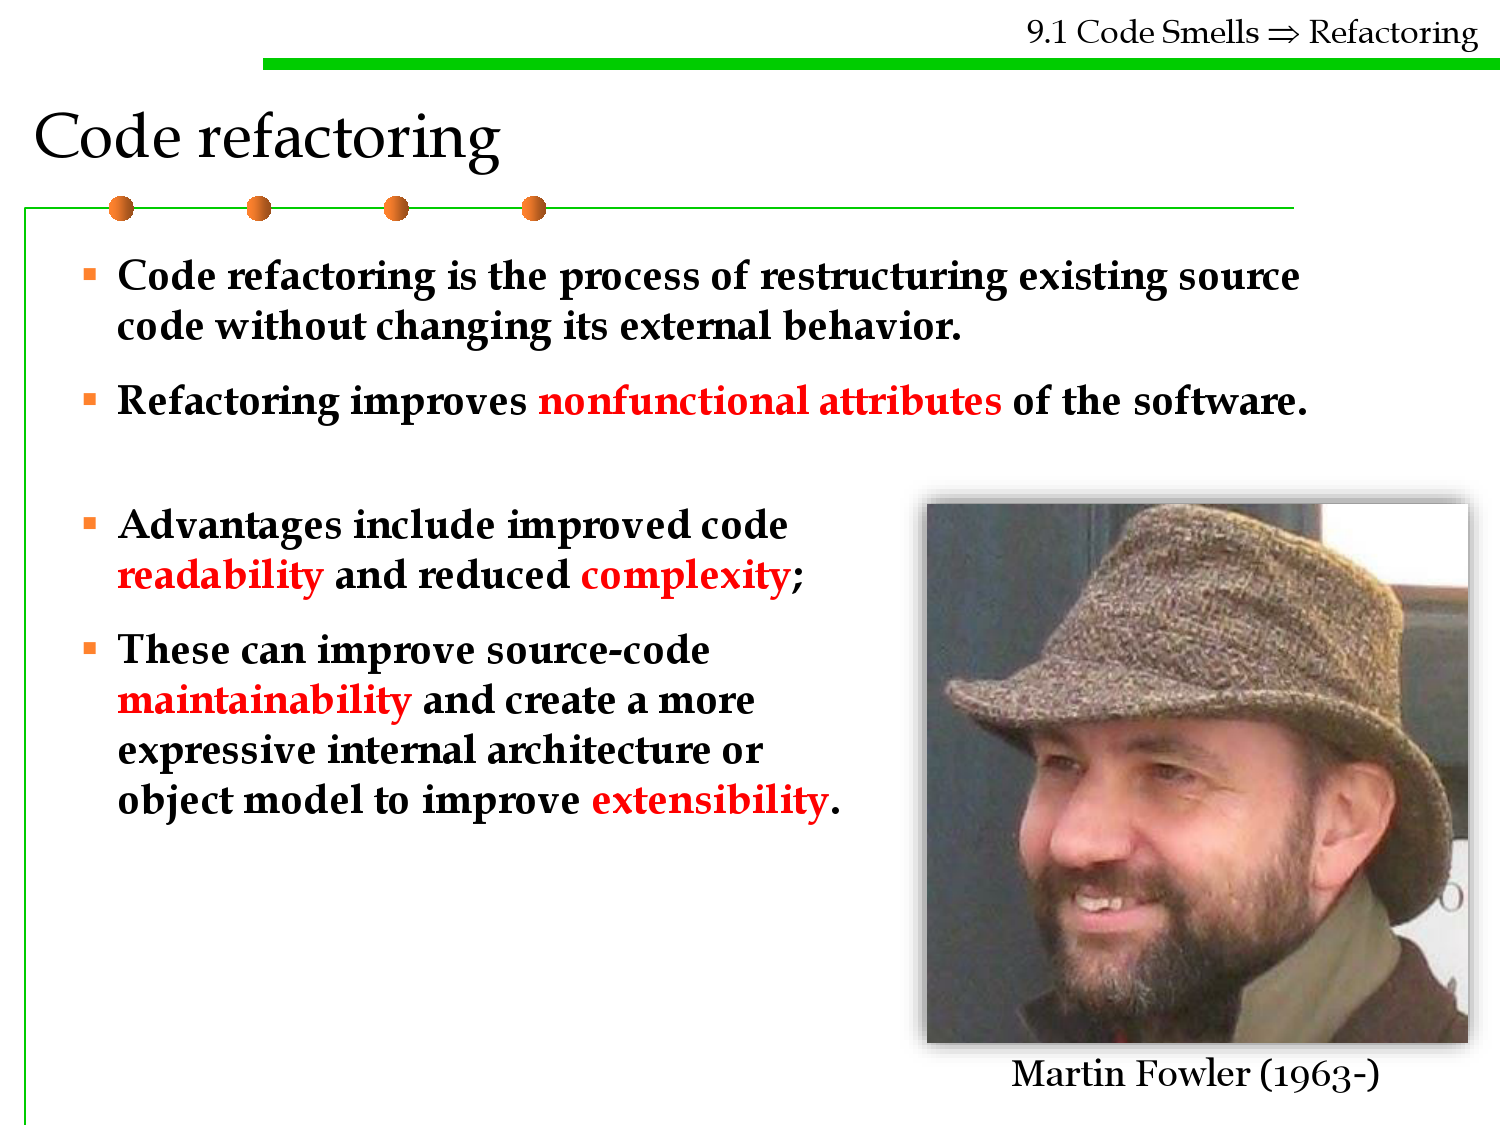 9.1 Code Smells ⇒ Refactoring
Code refactoring
▪ Code refactoring is the process of restructuring existing source
code without changing its external behavior.
▪ Refactoring improves nonfunctional attributes of the software.
▪ Advantages include improved code
readability and reduced complexity;
▪ These can improve source-code
maintainability and create a more
expressive internal architecture or
object model to improve extensibility.
Martin Fowler (1963-)